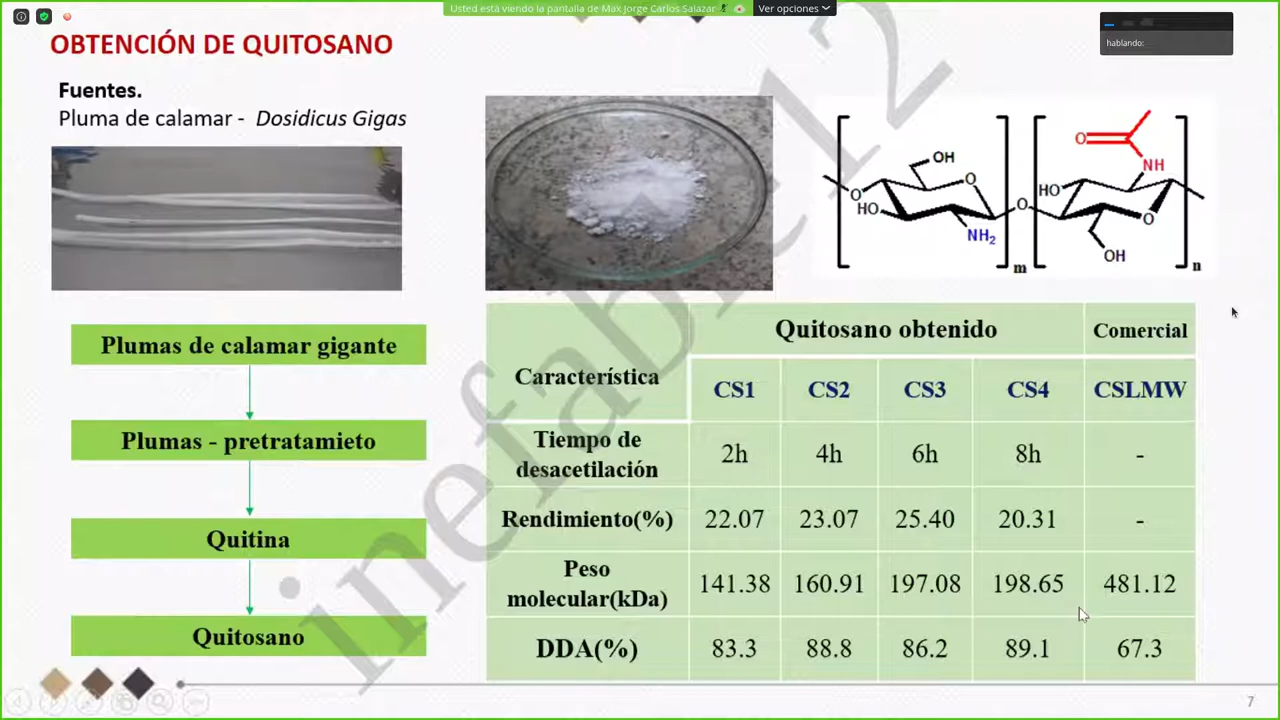 Usted está viendo la pantalla de Max Jorge Carlos Salazar
Ver opciones
hablando:
OBTENCIÓN DE QUITOSANO
Fuentes.
Pluma de calamar - Dosidicus Gigas
OH
O
O
HO
NH2
m
O
O
NH
HO
O
OH
n
Plumas de calamar gigante
Plumas - pretratamieto
Quitina
Quitosano
Característica
Quitosano obtenido
Comercial
CS1 CS2 CS3 CS4 CSLMW
Tiempo de
desacetilación
2h 4h 6h 8h -
Rendimiento(%) 22.07 23.07 25.40 20.31 -
Peso
molecular(kDa)
141.38 160.91 197.08 198.65 481.12
DDA(%) 83.3 88.8 86.2 89.1 67.3
7